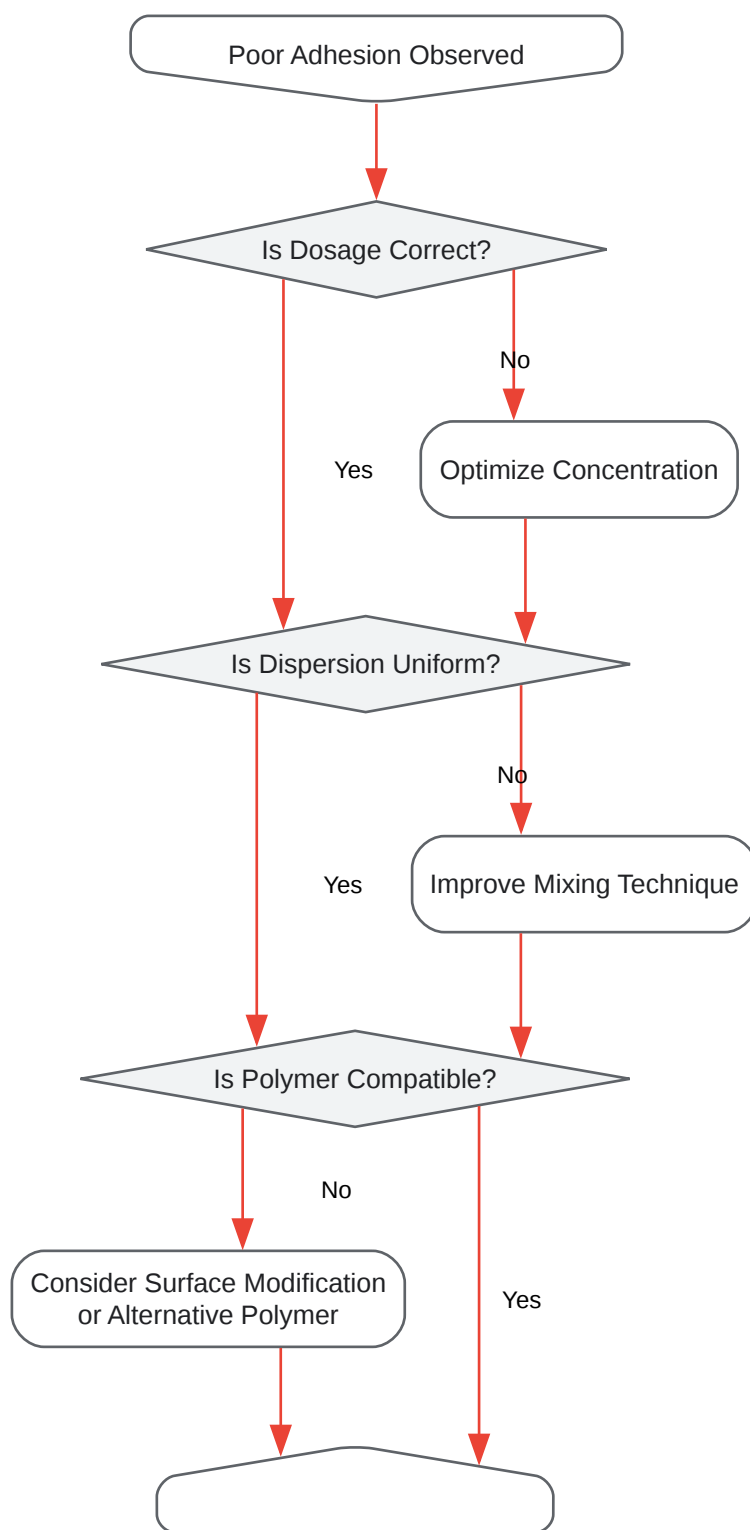 Poor Adhesion Observed
Is Dosage Correct?
No
Yes
Optimize Concentration
Is Dispersion Uniform?
No
Yes
Improve Mixing Technique
Is Polymer Compatible?
No
Consider Surface Modification
or Alternative Polymer
Yes